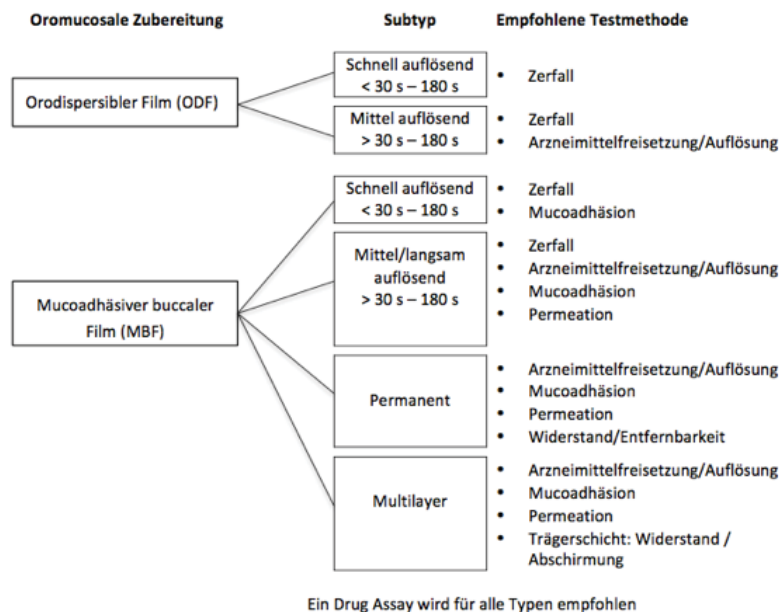 Oromucosale Zubereitung
Subtyp
Empfohlene Testmethode
Orodispersibler Film (ODF)
Schnell auflösend
< 30 s – 180 s
• Zerfall
Mittel auflösend
> 30 s – 180 s
• Zerfall
• Arzneimittelfreisetzung/Auflösung
Mucoadhäsiver buccaler
Film (MBF)
Schnell auflösend
< 30 s – 180 s
• Zerfall
• Mucoadhäsion
Mittel/langsam
auflösend
> 30 s – 180 s
• Zerfall
• Arzneimittelfreisetzung/Auflösung
• Mucoadhäsion
• Permeation
Permanent
• Arzneimittelfreisetzung/Auflösung
• Mucoadhäsion
• Permeation
• Widerstand/Entfernbarkeit
Multilayer
• Arzneimittelfreisetzung/Auflösung
• Mucoadhäsion
• Permeation
• Trägerschicht: Widerstand /
Abschirmung
Ein Drug Assay wird für alle Typen empfohlen